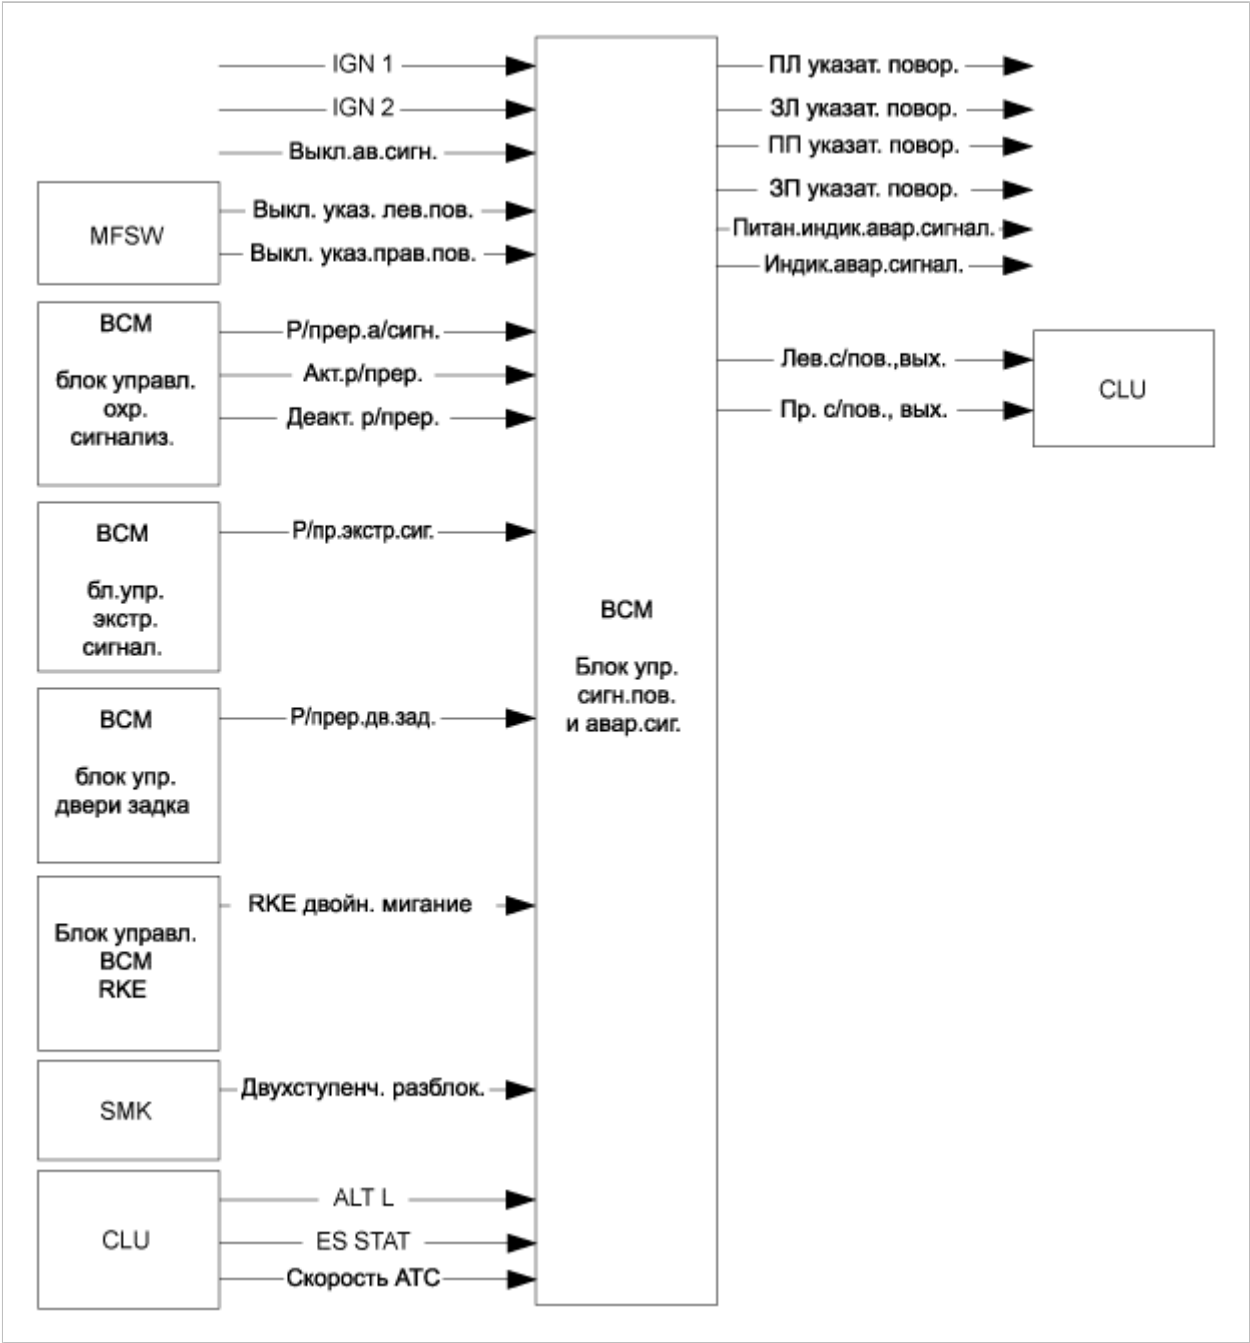 IGN 1
IGN 2
Выкл.ав.сигн.
MFSW
Выкл. указ. лев.пов.
Выкл. указ.прав.пов.
BCM
блок управл.
охр.
сигнализ.
Р/прер.а/сигн.
Акт.р/прер.
Деакт. р/прер.
BCM
бл.упр.
экстр.
сигнал.
Р/пр.экстр.сиг.
BCM
блок упр.
двери задка
Р/прер.дв.зад.
Блок управл.
BCM
RKE
RKE двойн. мигание
SMK
Двухступенч. разблок.
CLU
ALT L
ES STAT
Скорость АТС
BCM
Блок упр.
сигн.пов.
и авар.сиг.
ПЛ указат. повор.
ЗЛ указат. повор.
ПП указат. повор.
ЗП указат. повор.
Питан.индик.авар.сигнал.
Индик.авар.сигнал.
Лев.с/пов.,вых.
Пр. с/пов., вых.
CLU